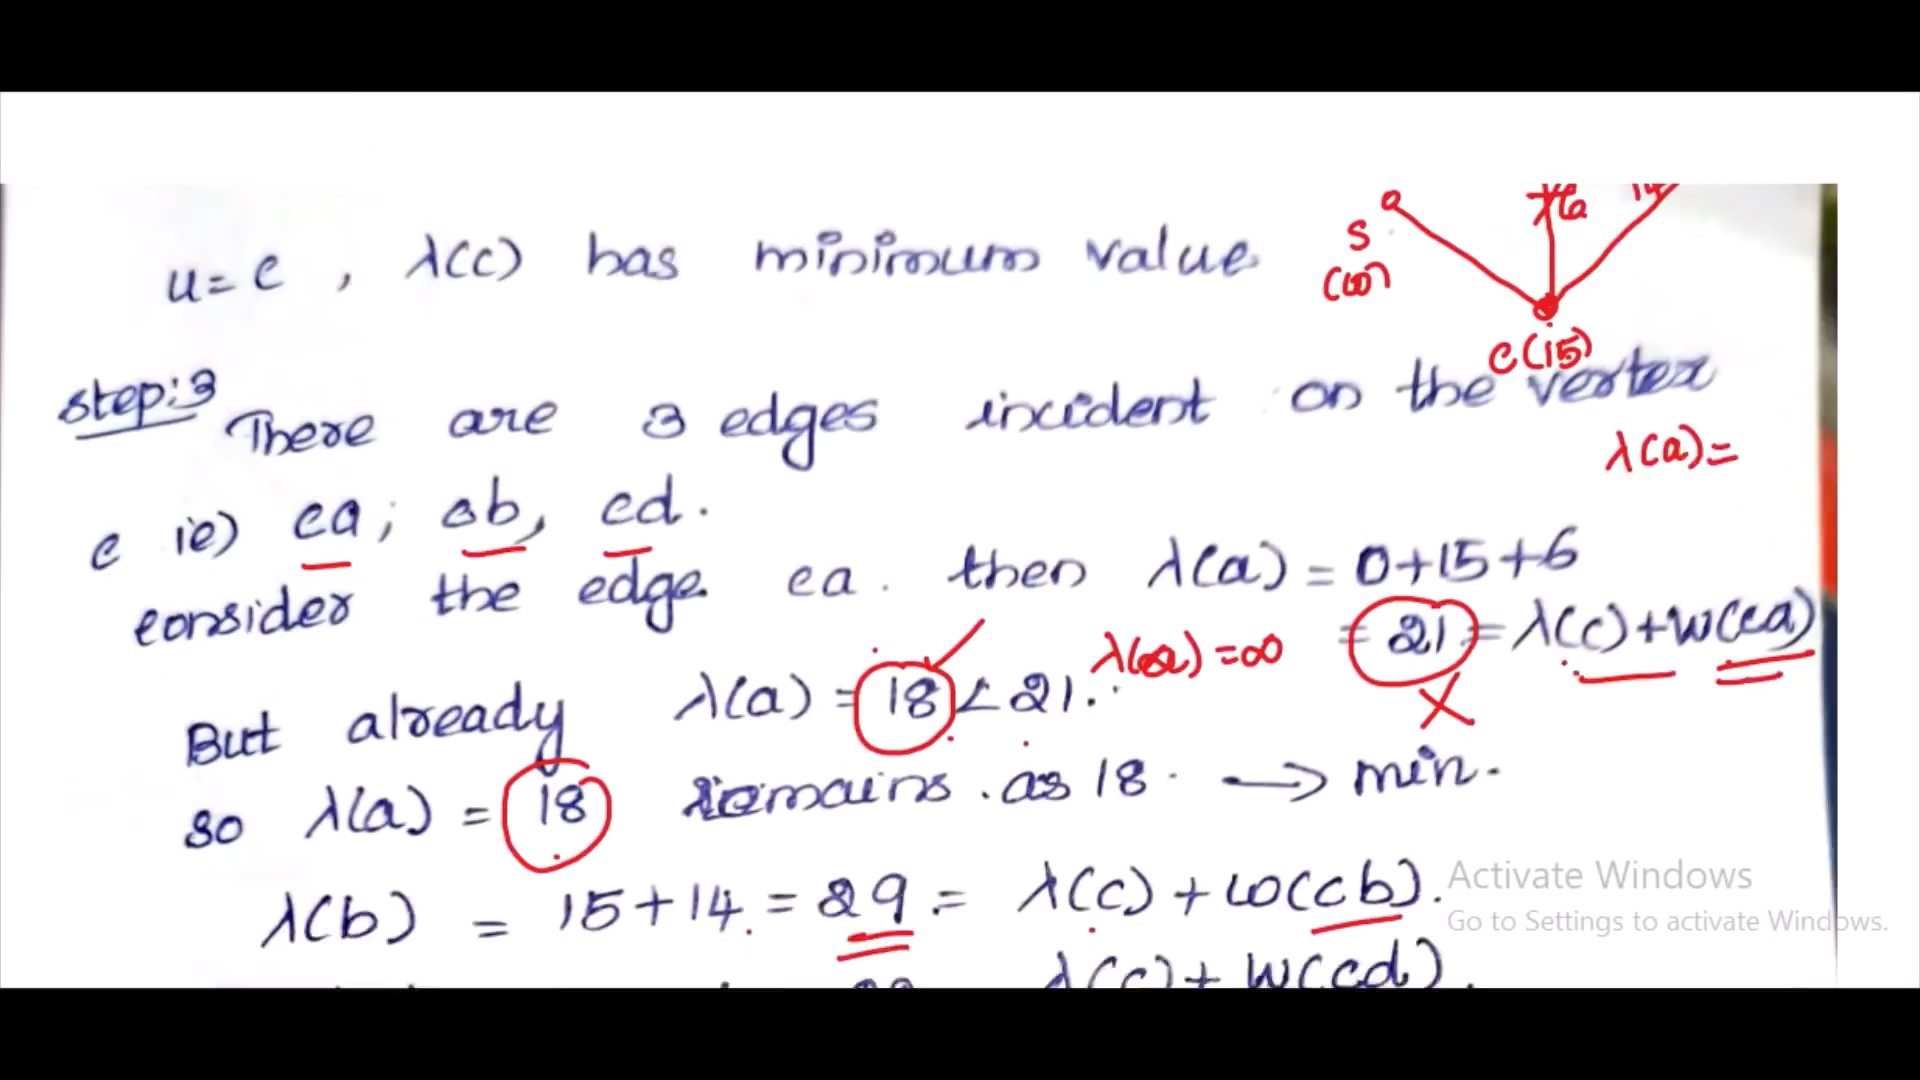 u=c , λ(c) has minimum value
s
(∞)
6
14
c(15)
step:3
There are 3 edges incident on the vertex
λ(a)=
c ie) ca; cb, cd.
consider the edge ca. then λ(a) = 0+15+6
= 21 = λ(c)+w(ca)
λ(a)=∞
But already λ(a) = 18 < 21.
so λ(a) = 18 remains as 18. → min.
λ(b) = 15+14 = 29 = λ(c) + w(cb).
λ(c)+ w(cd).
Activate Windows
Go to Settings to activate Windows.